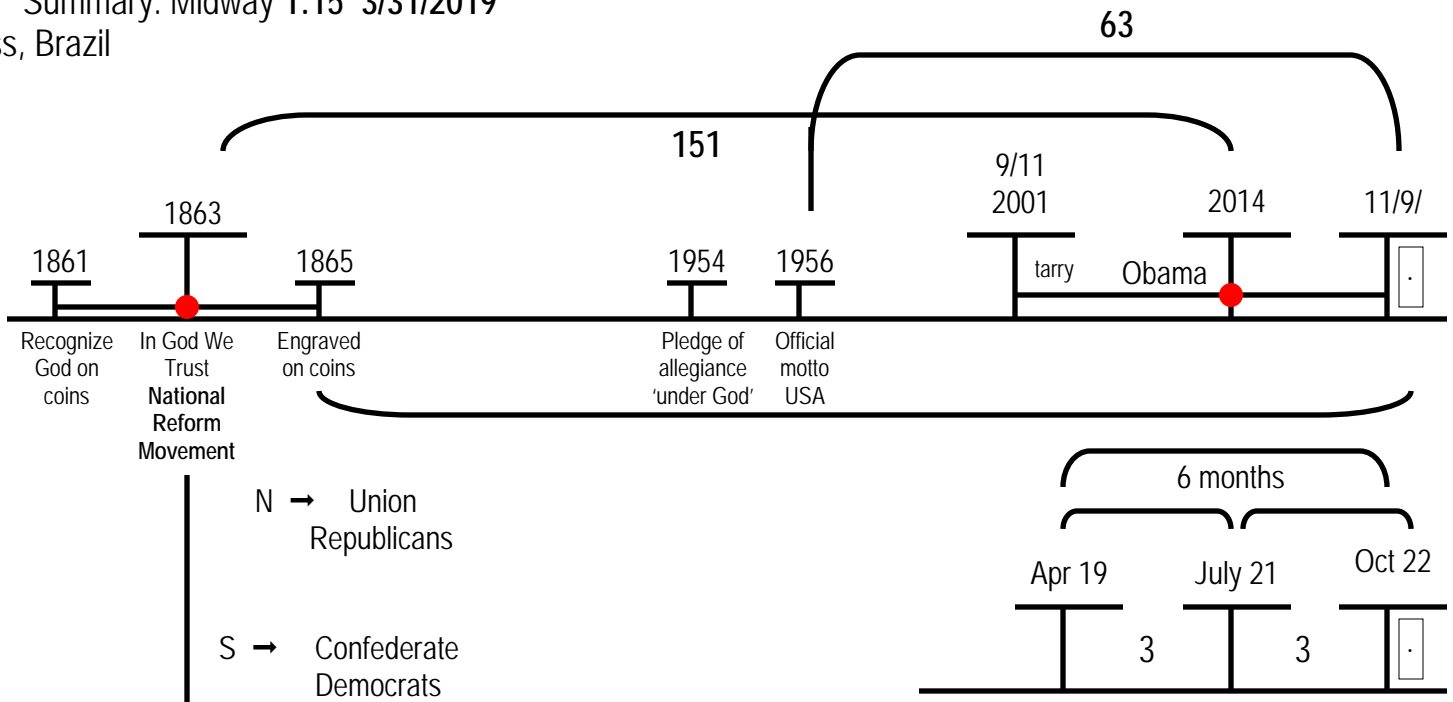 Summary: Midway 1:15 3/31/2019
ss, Brazil
63
151
9/11
2001
2014
11/9/
1863
1861
1865
1954
1956
tarry
Obama
.
Recognize
God on
coins
In God We
Trust
National
Reform
Movement
Engraved
on coins
Pledge of
allegiance
'under God'
Official
motto
USA
6 months
N → Union
Republicans
Apr 19
July 21
Oct 22
S → Confederate
Democrats
3
3
.